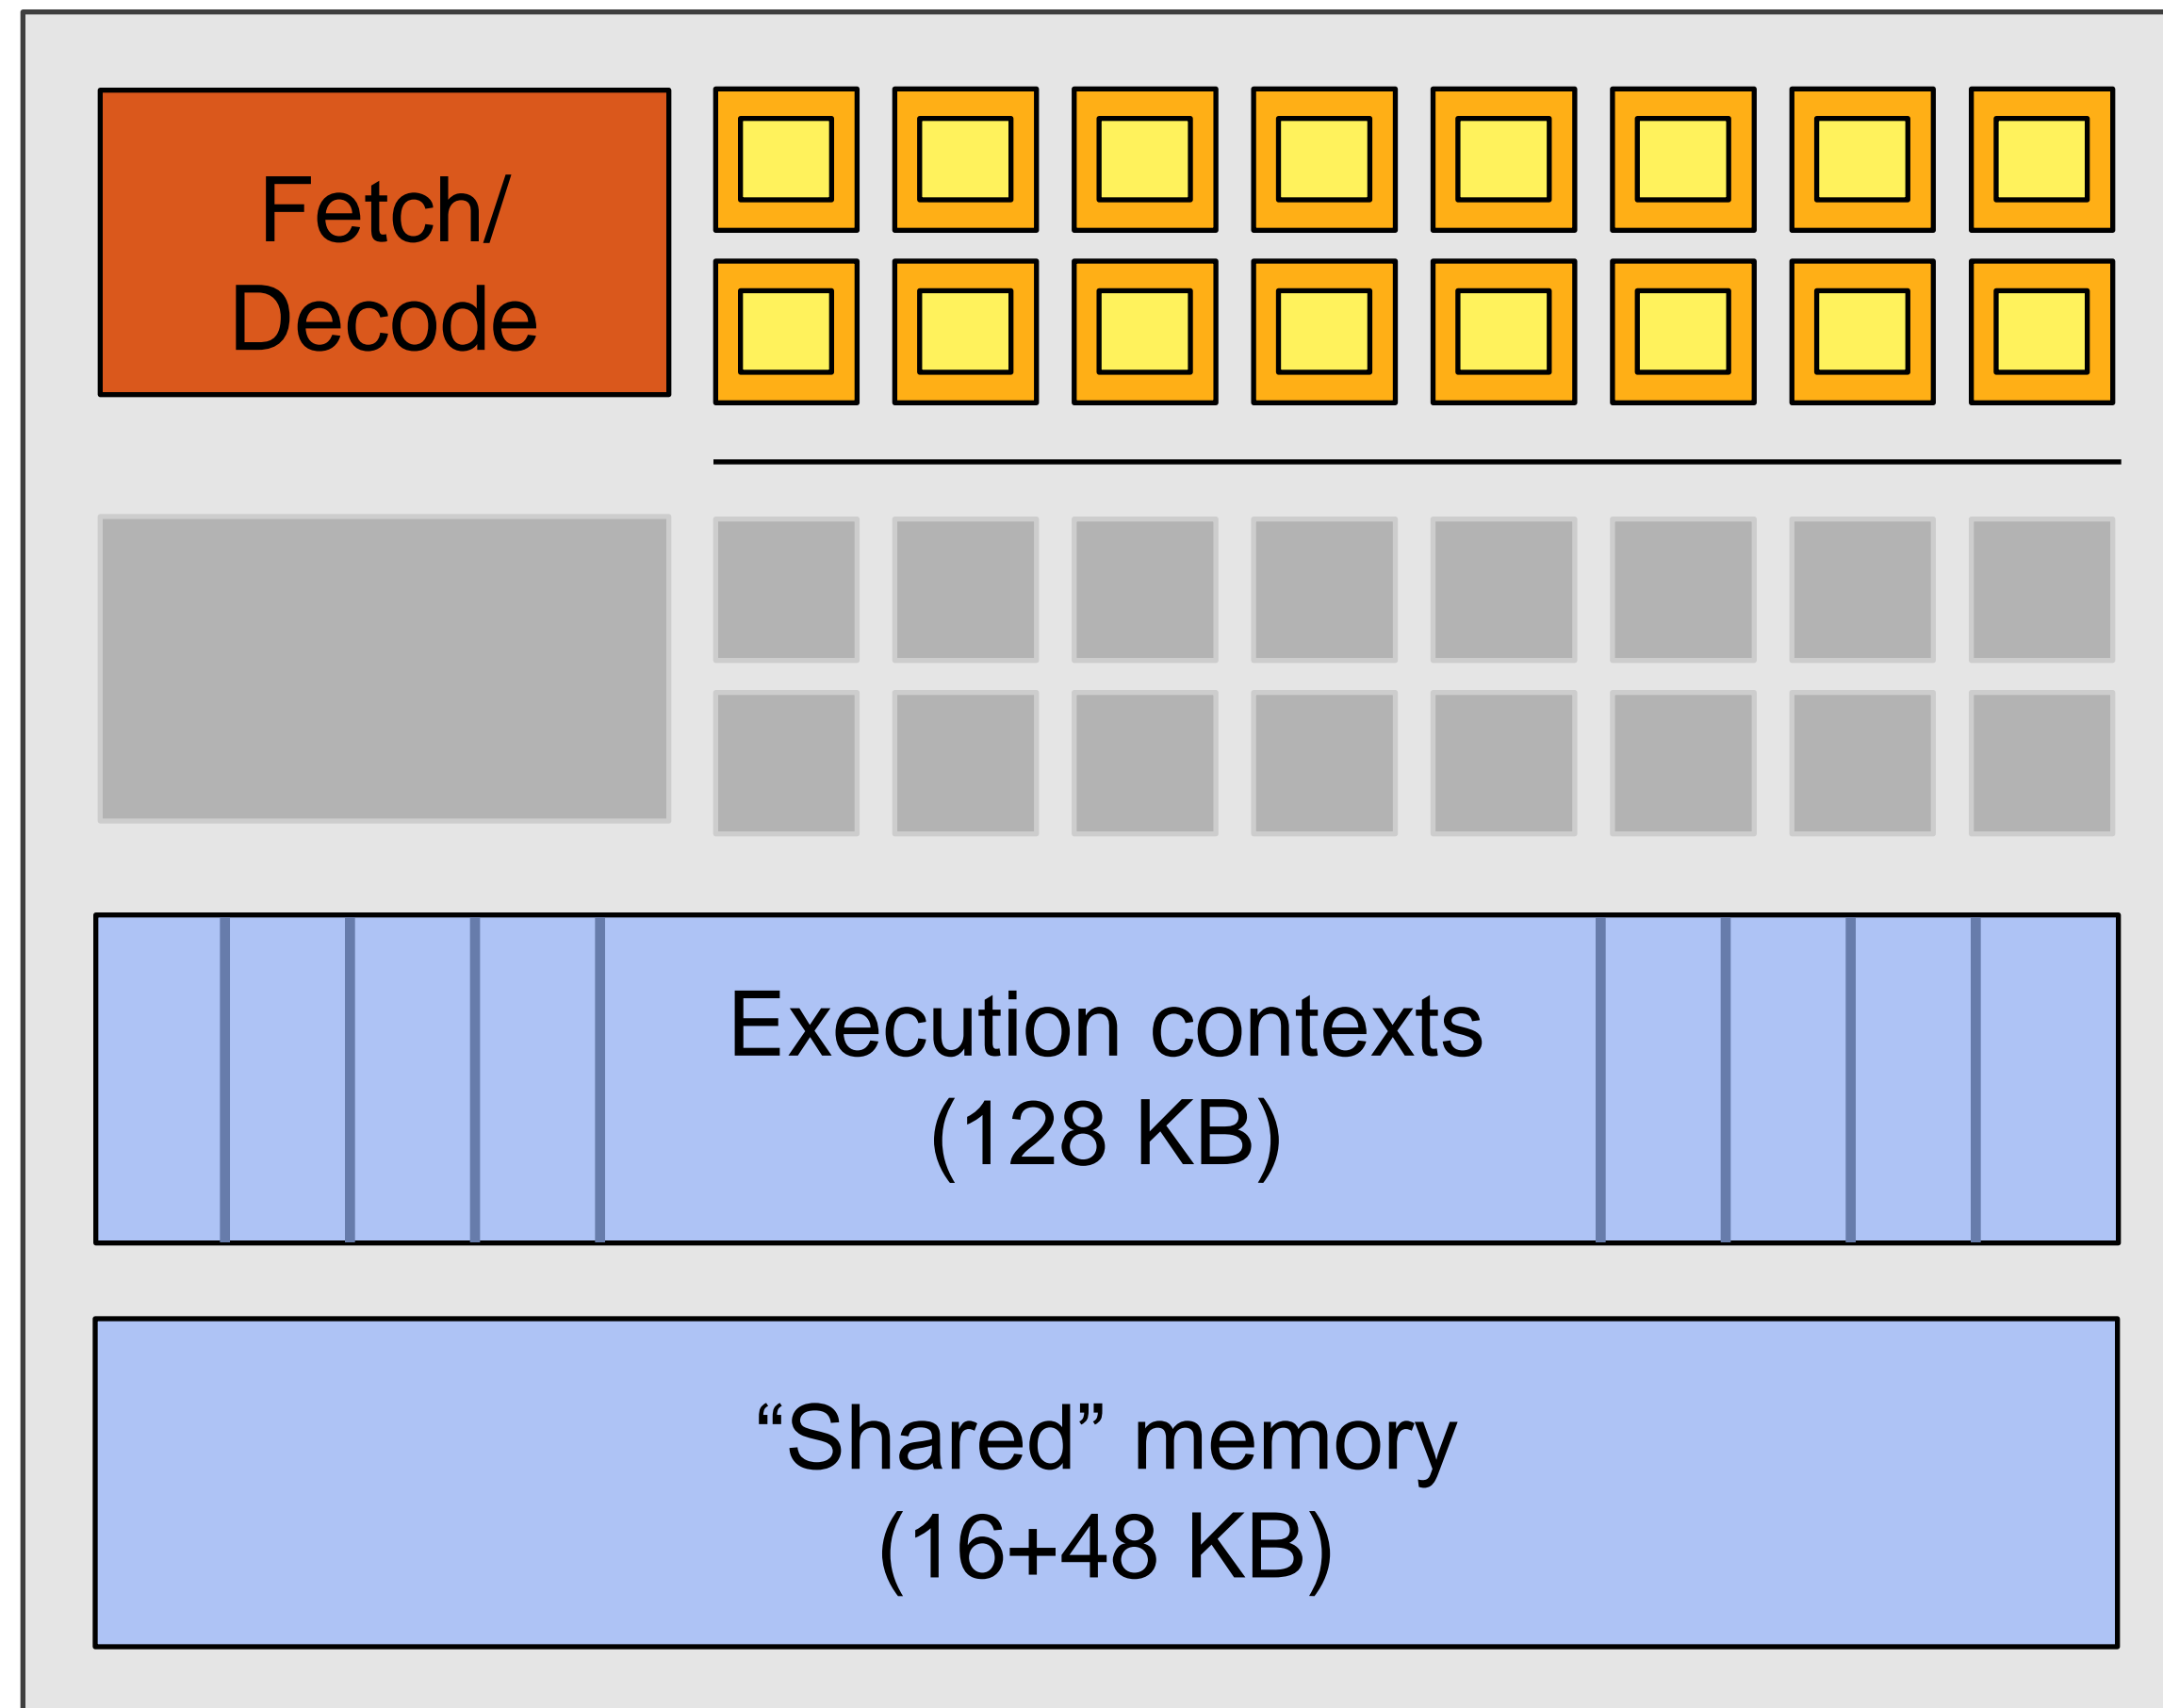 Fetch/
Decode
Execution contexts
(128 KB)
“Shared” memory
(16+48 KB)